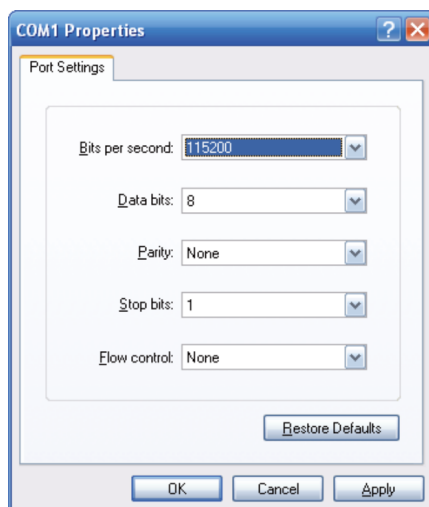 COM1 Properties
Port Settings
Bits per second: 115200
Data bits: 8
Parity: None
Stop bits: 1
Flow control: None
Restore Defaults
OK Cancel Apply